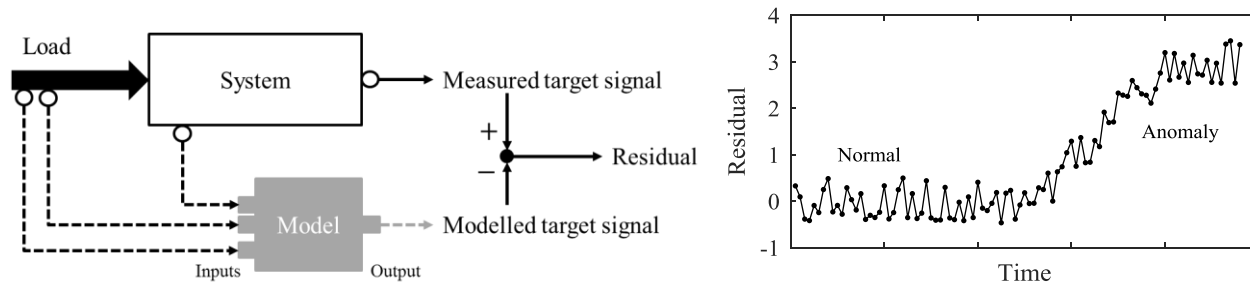 Load
System
Measured target signal
+
Residual
−
Model
Modelled target signal
Inputs
Output
4
3
2
1
0
-1
Residual
Normal
Anomaly
Time